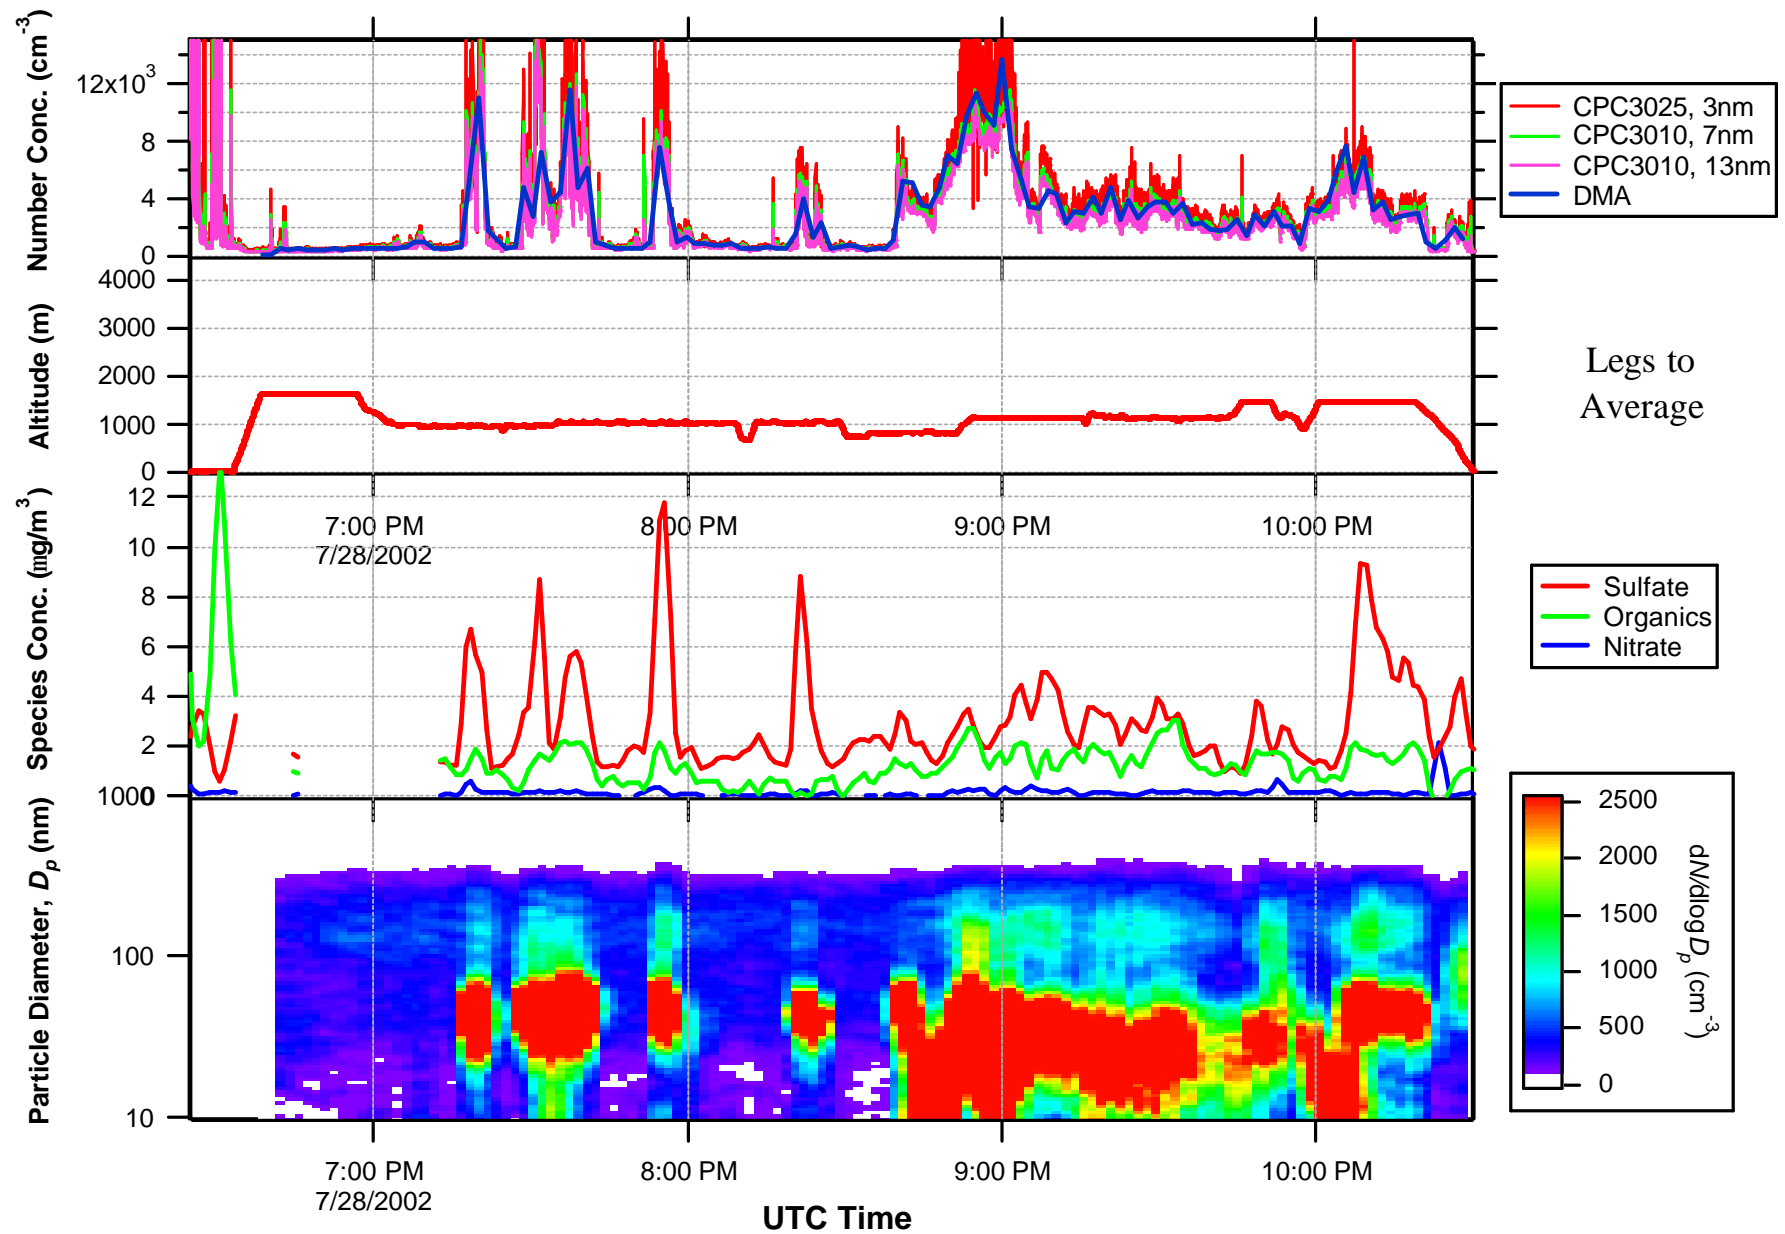 Number Conc. (cm-3)
12x10^3
8
4
0
CPC3025, 3nm
CPC3010, 7nm
CPC3010, 13nm
DMA
Altitude (m)
4000
3000
2000
1000
0
Legs to
Average
Species Conc. (mg/m3)
12
10
8
6
4
2
0
7:00 PM
7/28/2002
8:00 PM
9:00 PM
10:00 PM
Sulfate
Organics
Nitrate
Particle Diameter, Dp (nm)
1000
100
10
2500
2000
1500
1000
500
0
dN/dlogDp (cm-3)
7:00 PM
7/28/2002
8:00 PM
9:00 PM
10:00 PM
UTC Time